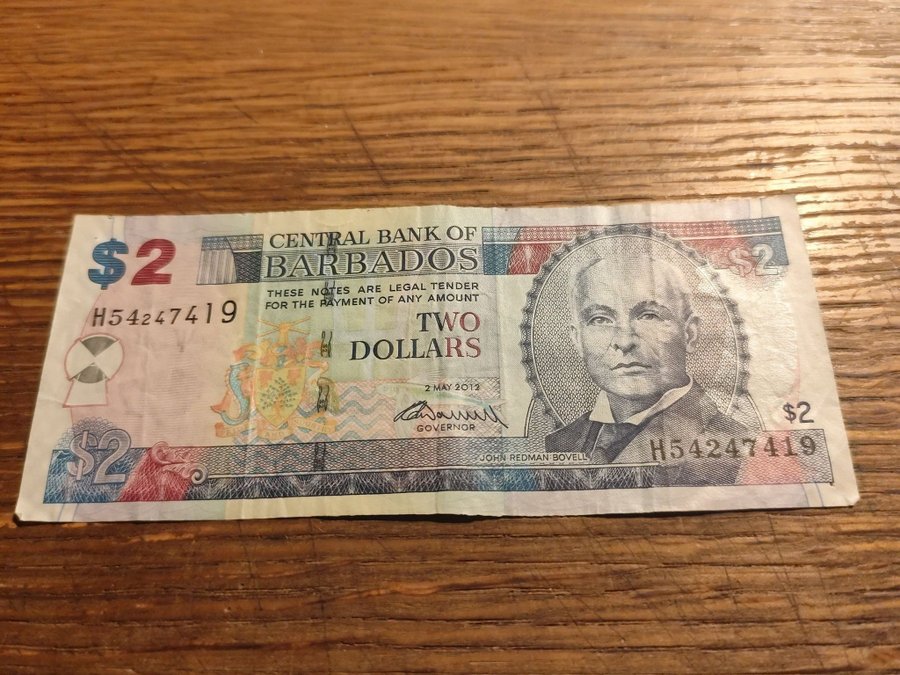 $2
CENTRAL BANK OF
BARBADOS
$2
THESE NOTES ARE LEGAL TENDER
FOR THE PAYMENT OF ANY AMOUNT
H54247419
TWO
DOLLARS
2 MAY 2012
GOVERNOR
$2
$2
JOHN REDMAN BOVELL
H54247419